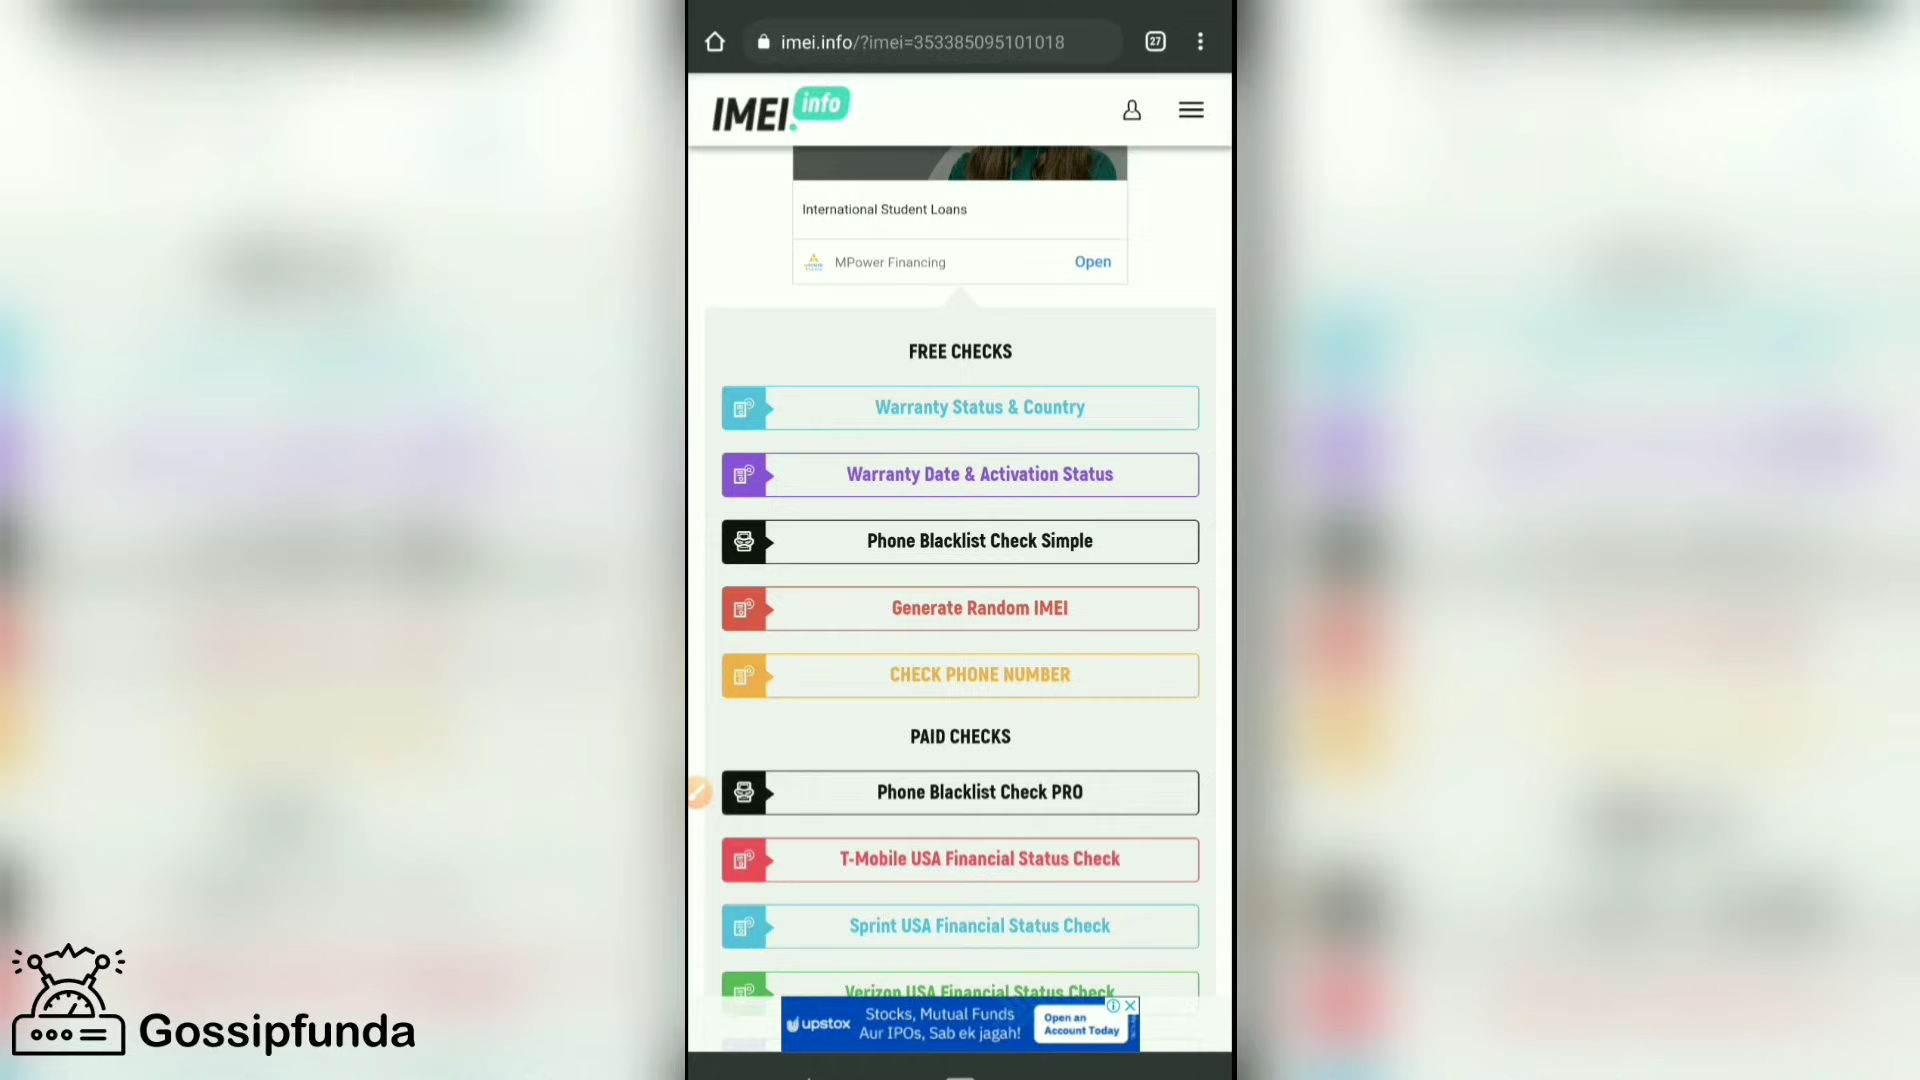 imei.info/?imei=353385095101018
27
IMEI.info
International Student Loans
MPower Financing
Open
FREE CHECKS
Warranty Status & Country
Warranty Date & Activation Status
Phone Blacklist Check Simple
Generate Random IMEI
CHECK PHONE NUMBER
PAID CHECKS
Phone Blacklist Check PRO
T-Mobile USA Financial Status Check
Sprint USA Financial Status Check
Verizon USA Financial Status Check
upstox
Stocks, Mutual Funds
Aur IPOs, Sab ek jagah!
Open an
Account Today
Gossipfunda